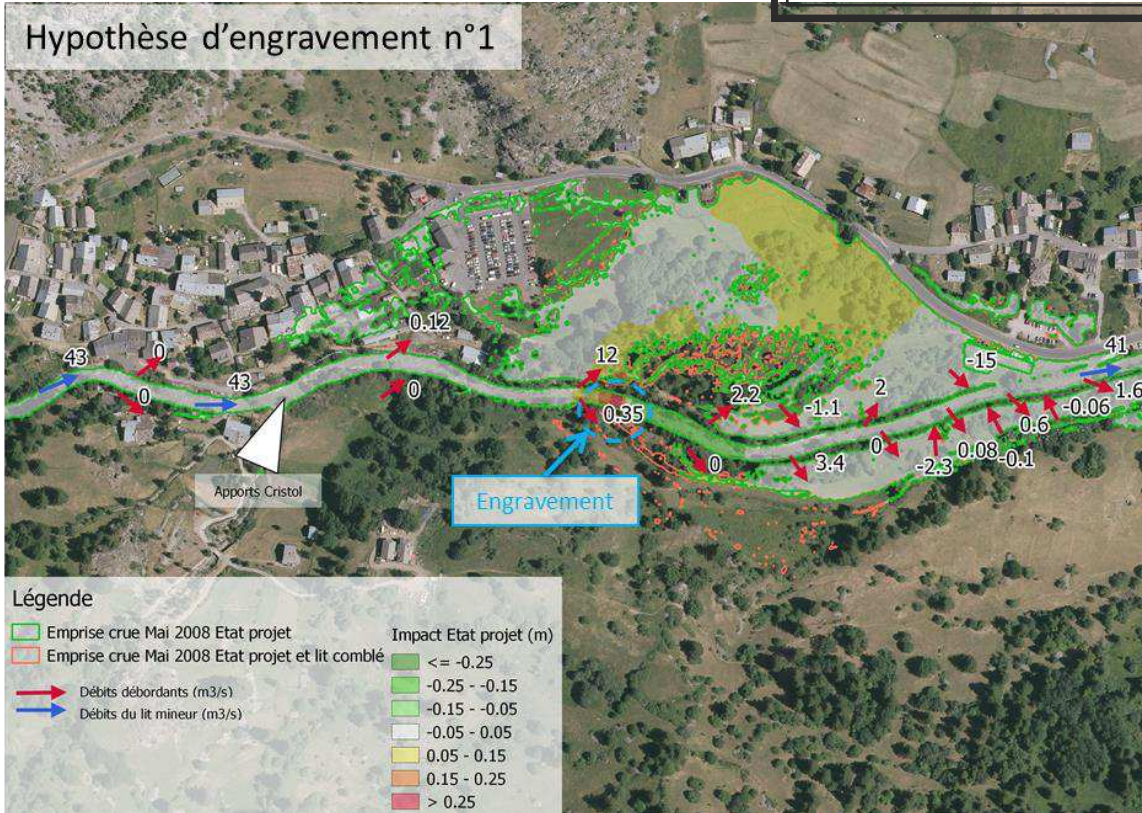 Hypothèse d'engravement n°1
0.12
0
43
0
43
0
12
0.35
2.2
-1.1
2
-15
41
1.6
-0.06
0.6
-0.1
0.08
-2.3
0
3.4
0
Apports Cristol
Engravement
Légende
Emprise crue Mai 2008 Etat projet
Emprise crue Mai 2008 Etat projet et lit comblé
Débits débordants (m3/s)
Débits du lit mineur (m3/s)
Impact Etat projet (m)
<= -0.25
-0.25 - -0.15
-0.15 - -0.05
-0.05 - 0.05
0.05 - 0.15
0.15 - 0.25
> 0.25